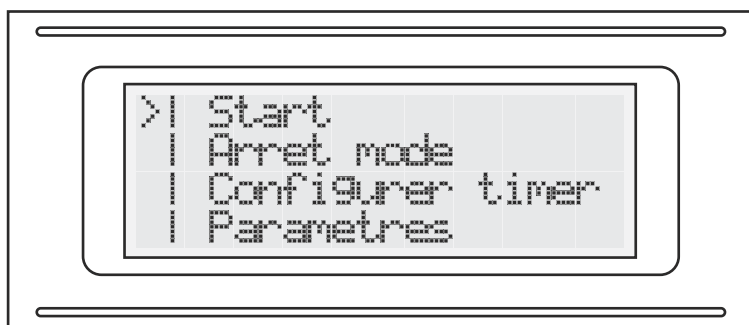 >| Start
| Arret mode
| Configurer timer
| Parametres